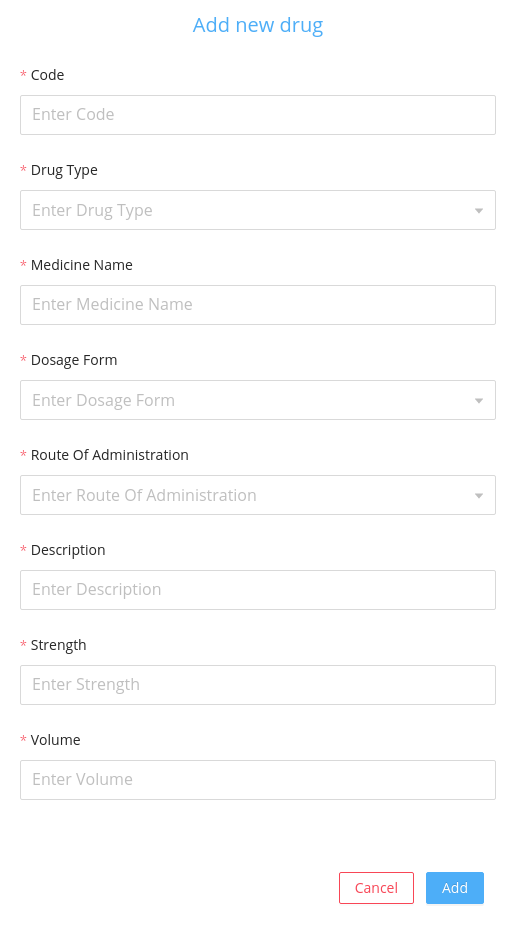 Add new drug
* Code
Enter Code
* Drug Type
Enter Drug Type
* Medicine Name
Enter Medicine Name
* Dosage Form
Enter Dosage Form
* Route Of Administration
Enter Route Of Administration
* Description
Enter Description
* Strength
Enter Strength
* Volume
Enter Volume
Cancel Add